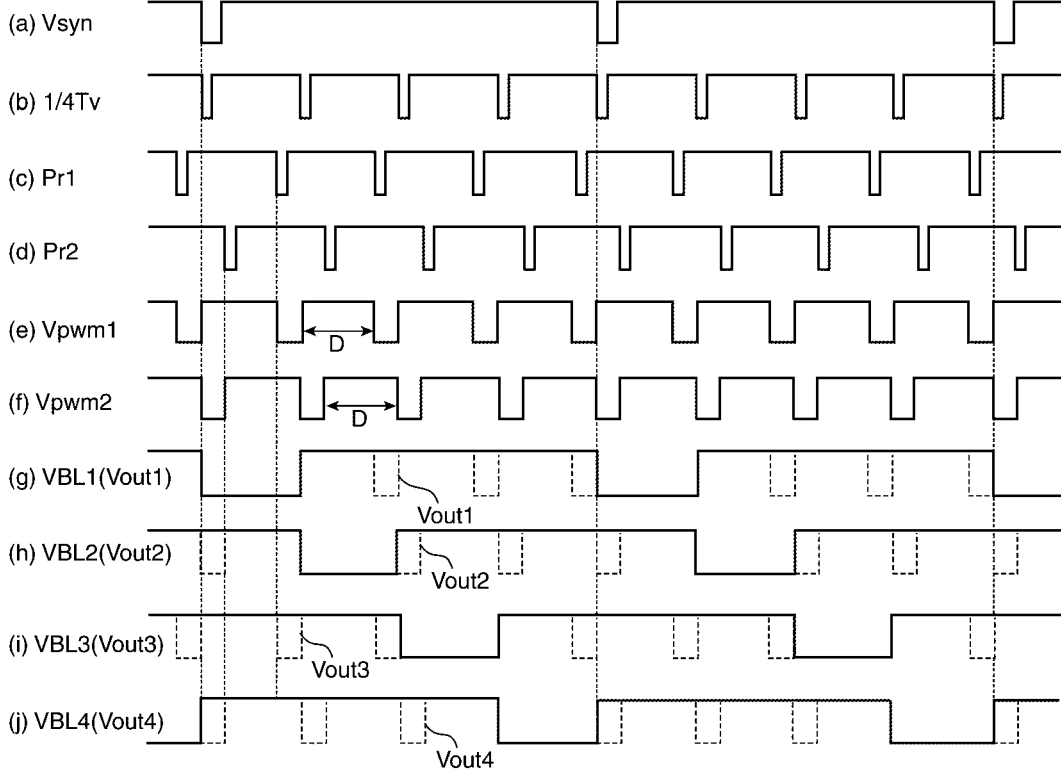 (a) Vsyn
(b) 1/4Tv
(c) Pr1
(d) Pr2
(e) Vpwm1
D
(f) Vpwm2
D
(g) VBL1(Vout1)
Vout1
(h) VBL2(Vout2)
Vout2
(i) VBL3(Vout3)
Vout3
(j) VBL4(Vout4)
Vout4